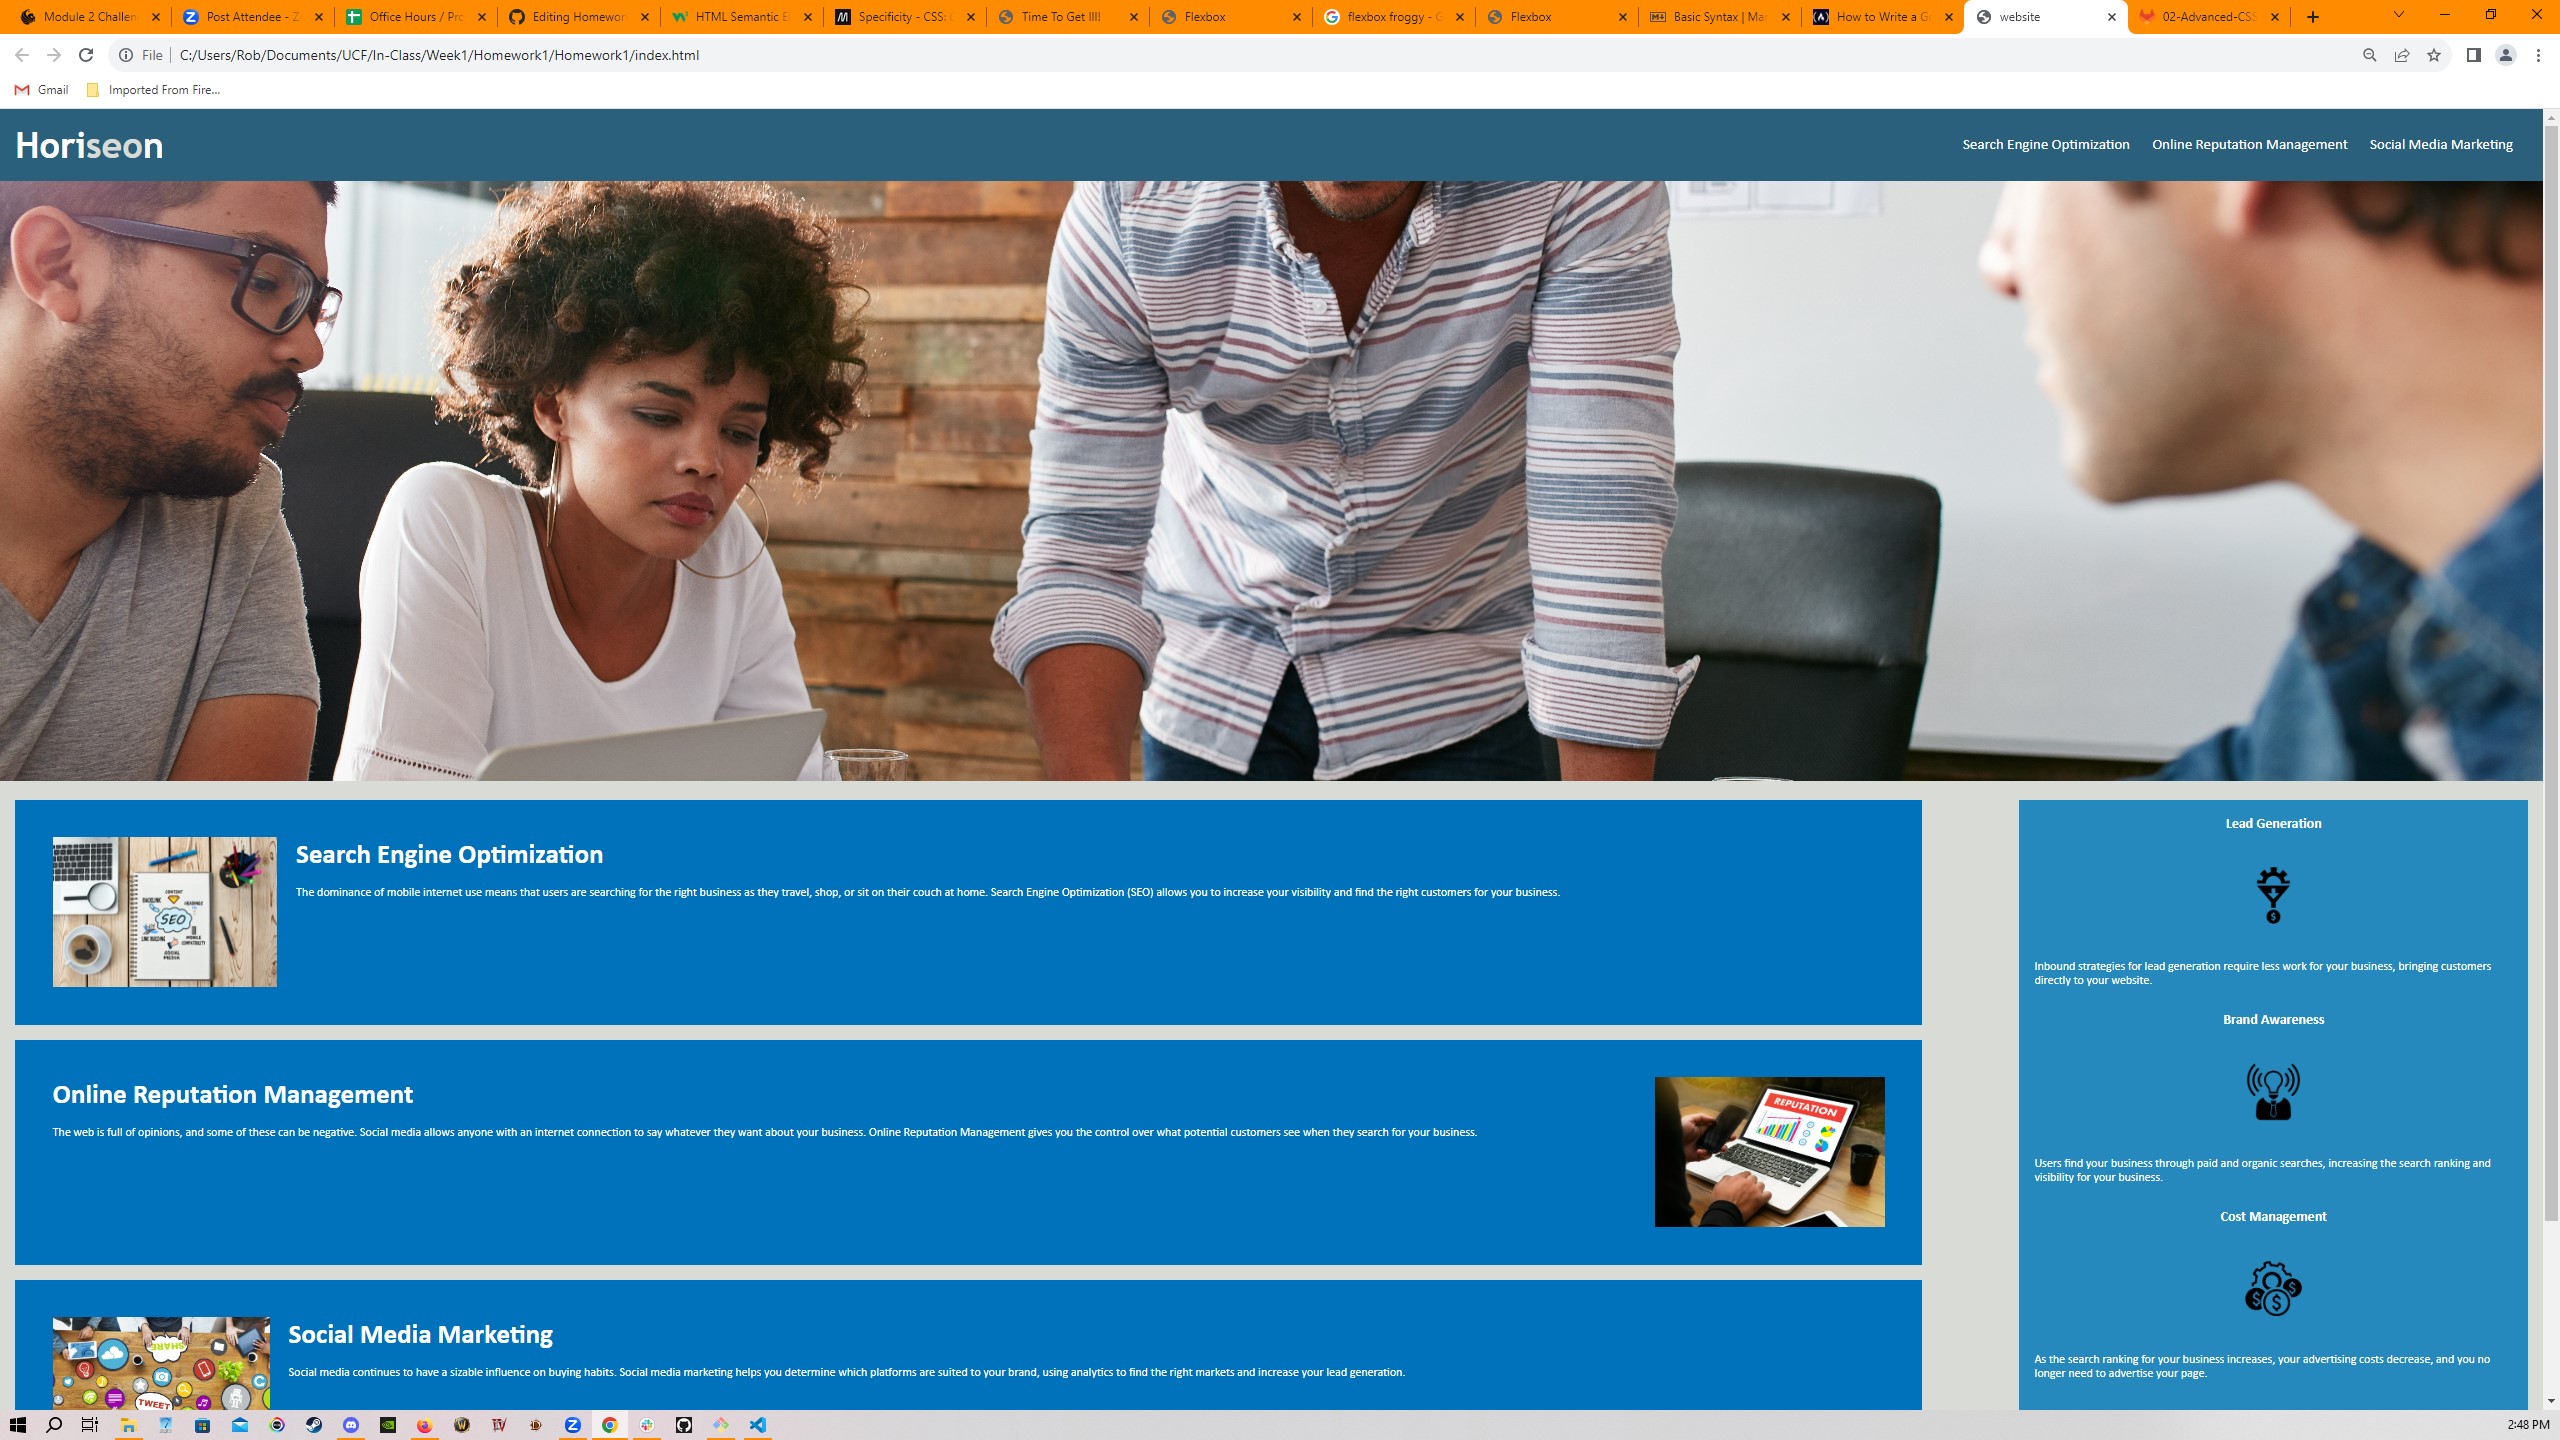 Module 2 Challen
Post Attendee - Z
Office Hours / Pro
Editing Homewor
HTML Semantic E
Specificity - CSS: C
Time To Get Ill!!
Flexbox
flexbox froggy - G
Flexbox
Basic Syntax | Mar
How to Write a G
website
02-Advanced-CSS
File
C:/Users/Rob/Documents/UCF/In-Class/Week1/Homework1/Homework1/index.html
Gmail
Imported From Fire...
Horiseon
Search Engine Optimization
Online Reputation Management
Social Media Marketing
Search Engine Optimization
The dominance of mobile internet use means that users are searching for the right business as they travel, shop, or sit on their couch at home. Search Engine Optimization (SEO) allows you to increase your visibility and find the right customers for your business.
CONTENT
SEO
LINK BUILDING
MOBILE
SOCIAL
MEDIA
Online Reputation Management
The web is full of opinions, and some of these can be negative. Social media allows anyone with an internet connection to say whatever they want about your business. Online Reputation Management gives you the control over what potential customers see when they search for your business.
REPUTATION
Social Media Marketing
Social media continues to have a sizable influence on buying habits. Social media marketing helps you determine which platforms are suited to your brand, using analytics to find the right markets and increase your lead generation.
SHARE
TWEET
Lead Generation
Inbound strategies for lead generation require less work for your business, bringing customers
directly to your website.
Brand Awareness
Users find your business through paid and organic searches, increasing the search ranking and
visibility for your business.
Cost Management
As the search ranking for your business increases, your advertising costs decrease, and you no
longer need to advertise your page.
2:48 PM